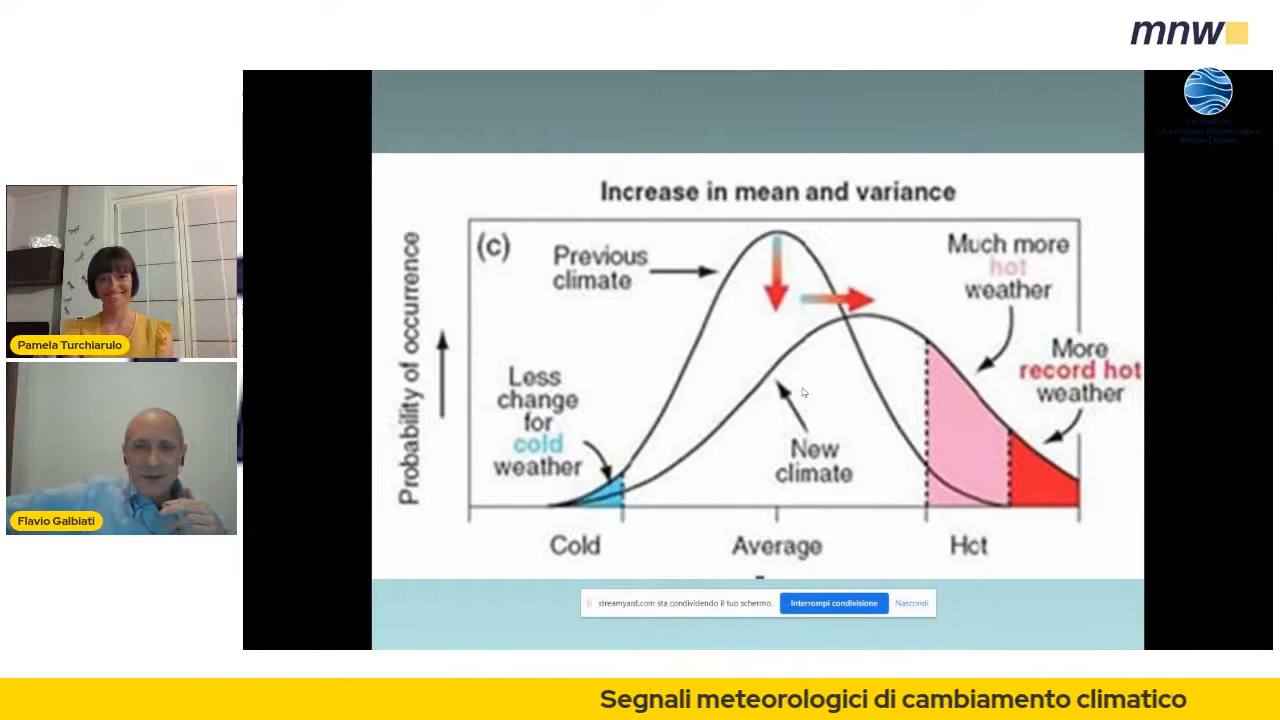 mnw
Increase in mean and variance
(c)
Previous
climate
Much more
hot
weather
More
record hot
weather
Less
change
for
cold
weather
New
climate
Probability of occurrence
Cold
Average
Hot
Pamela Turchiarulo
Flavio Galbiati
streamyard.com sta condividendo il tuo schermo.
Interrompi condivisione
Nascondi
Segnali meteorologici di cambiamento climatico